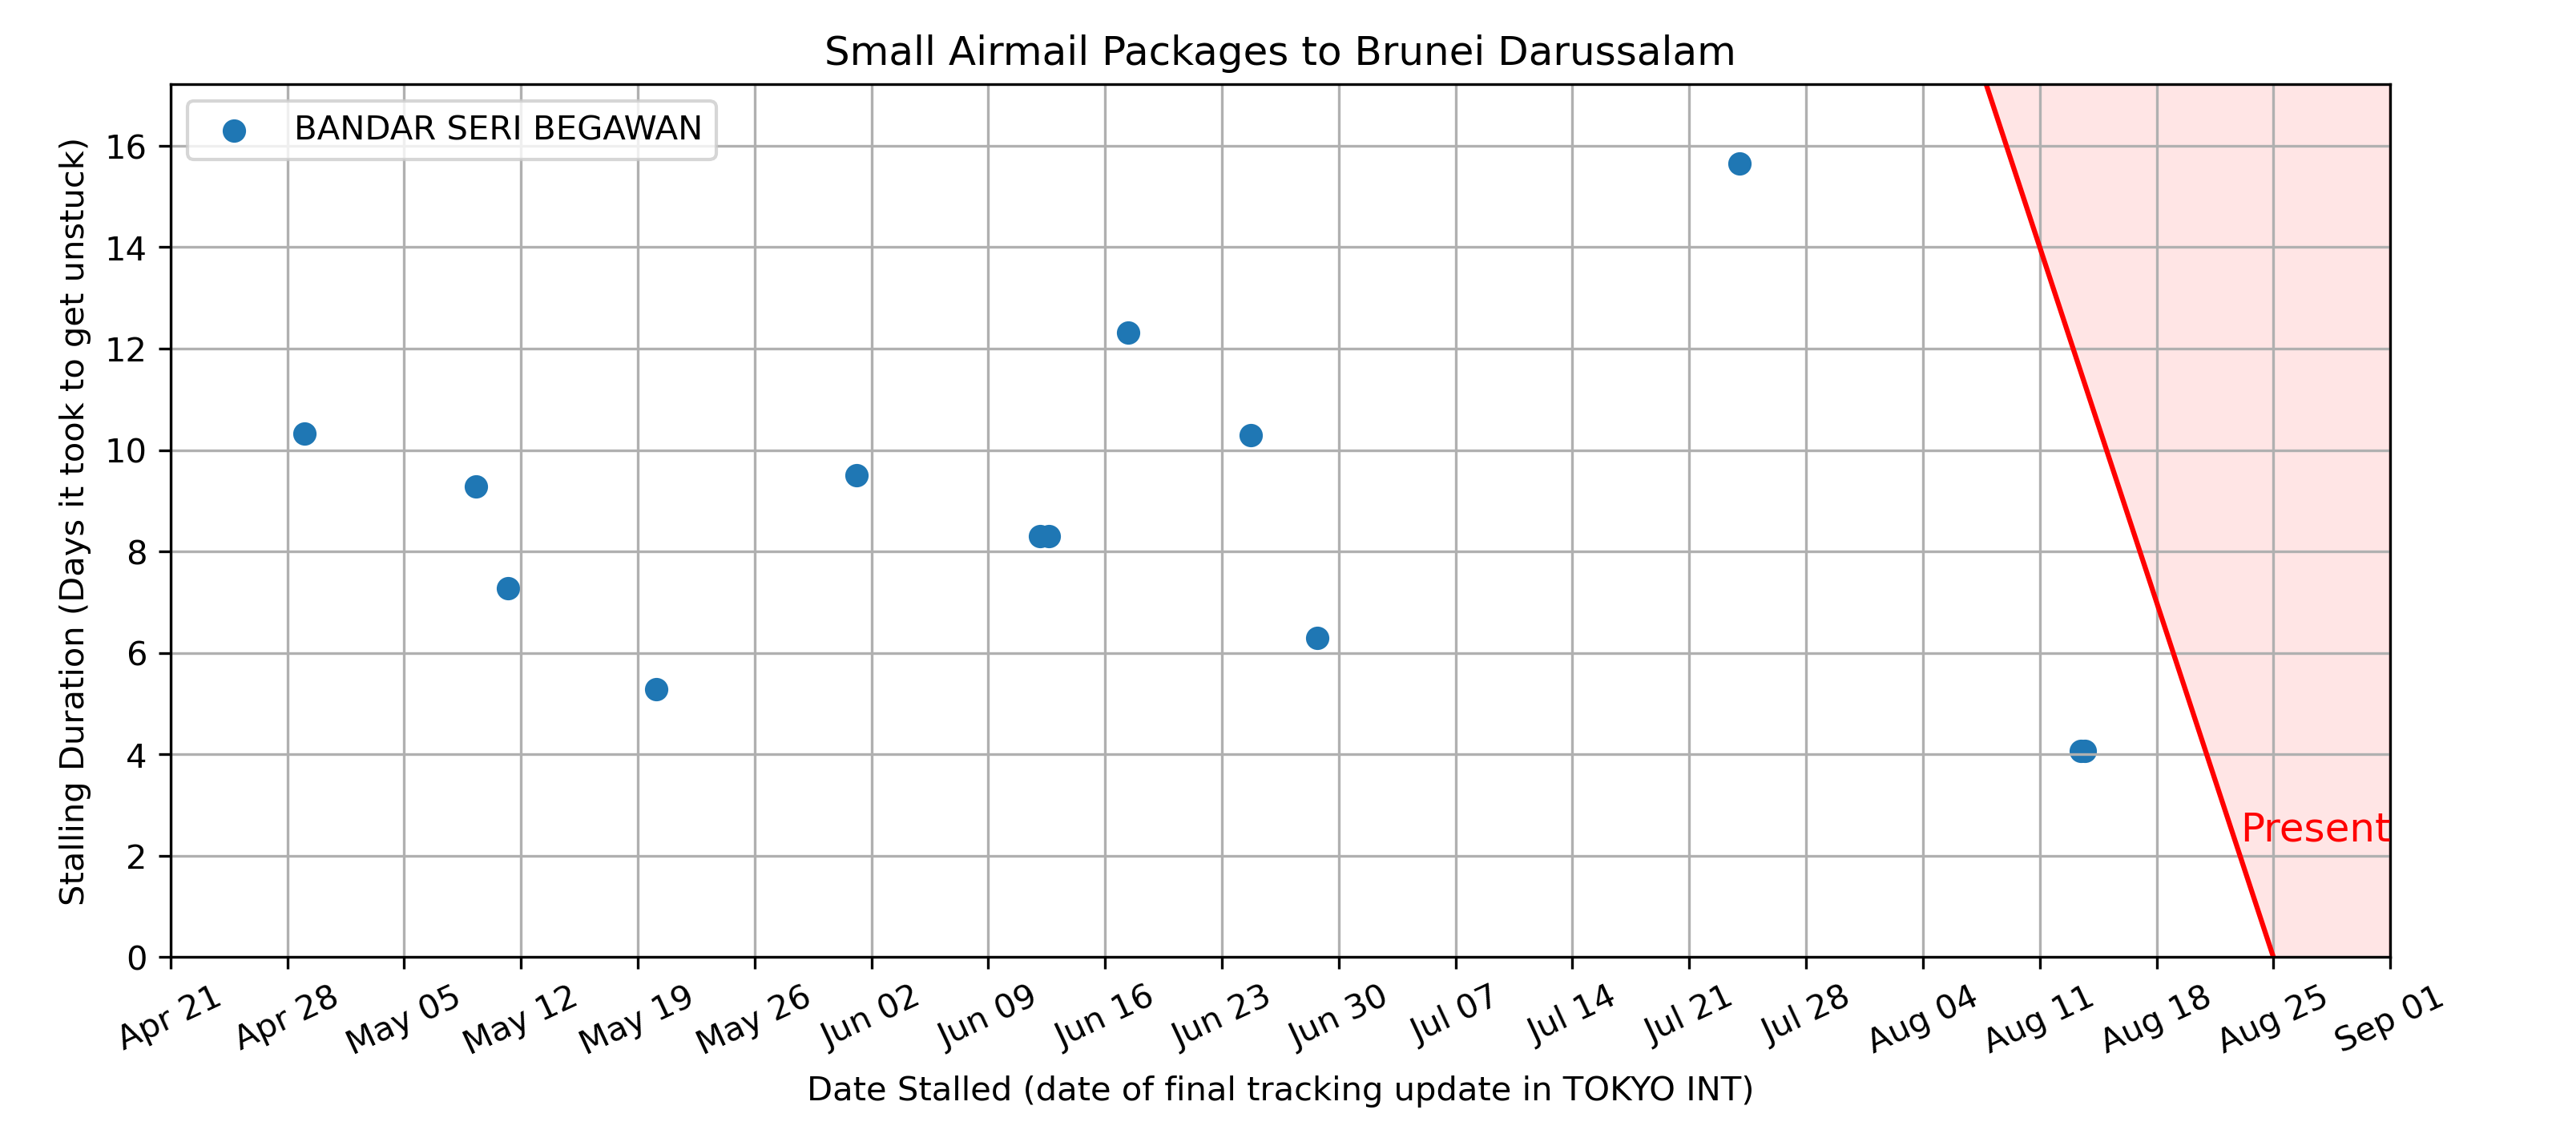 Small Airmail Packages to Brunei Darussalam
BANDAR SERI BEGAWAN
Stalling Duration (Days it took to get unstuck)
16
14
12
10
8
6
4
2
0
Present
Apr 21
Apr 28
May 05
May 12
May 19
May 26
Jun 02
Jun 09
Jun 16
Jun 23
Jun 30
Jul 07
Jul 14
Jul 21
Jul 28
Aug 04
Aug 11
Aug 18
Aug 25
Sep 01
Date Stalled (date of final tracking update in TOKYO INT)